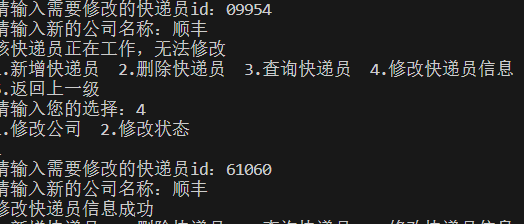 请输入需要修改的快递员id：09954
请输入新的公司名称：顺丰
该快递员正在工作，无法修改
1.新增快递员 2.删除快递员 3.查询快递员 4.修改快递员信息
5.返回上一级
请输入您的选择：4
1.修改公司 2.修改状态
请输入需要修改的快递员id：61060
请输入新的公司名称：顺丰
修改快递员信息成功